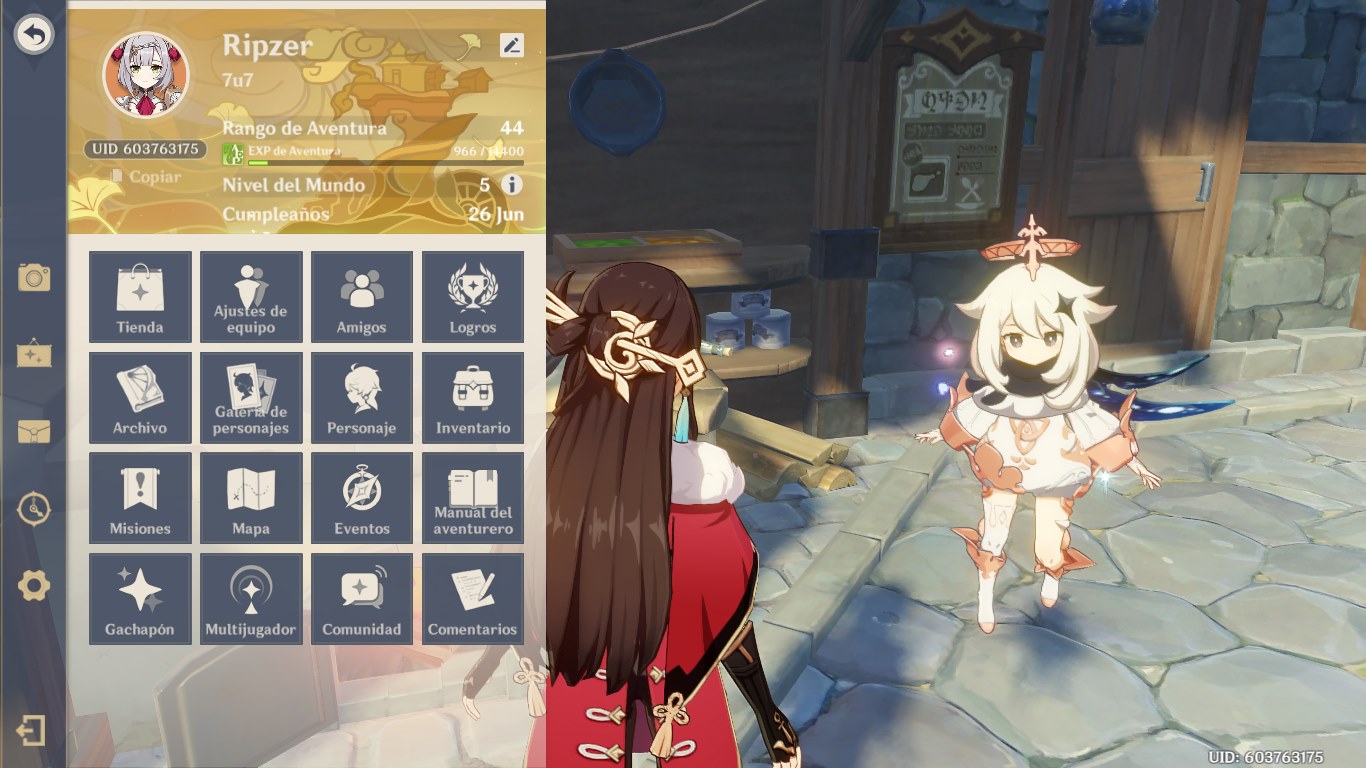 Ripzer
7u7
Rango de Aventura 44
UID 603763175
EXP de Aventura 966 / 14400
Copiar
Nivel del Mundo 5
Cumpleaños 26 Jun
Tienda
Ajustes de equipo
Amigos
Logros
Archivo
Galería de personajes
Personaje
Inventario
Misiones
Mapa
Eventos
Manual del aventurero
Gachapón
Multijugador
Comunidad
Comentarios
UID: 603763175